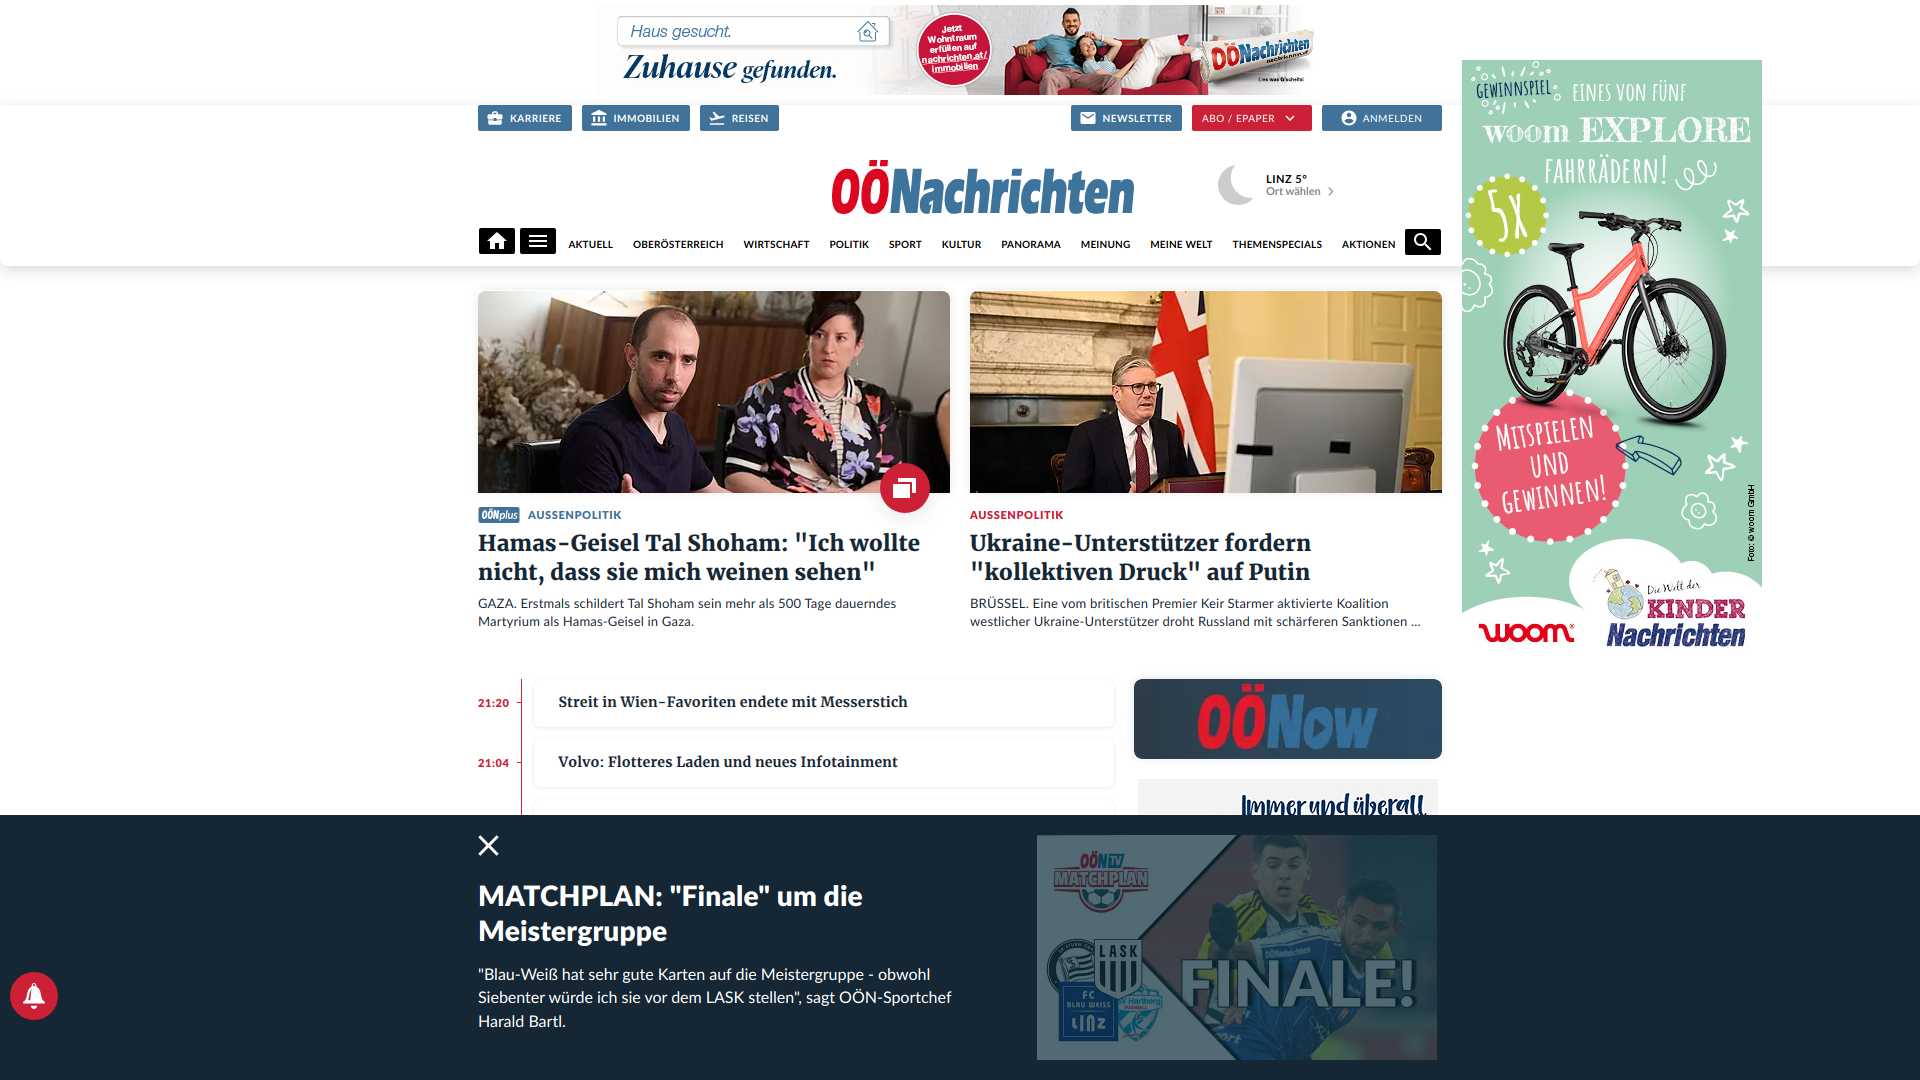 Haus gesucht.
Zuhause gefunden.
Jetzt
Wohntraum
erfüllen auf
nachrichten.at/
immobilien
OÖNachrichten
Lies was G'scheits!
KARRIERE
IMMOBILIEN
REISEN
NEWSLETTER
ABO / EPAPER
ANMELDEN
OÖNachrichten
LINZ 5°
Ort wählen
AKTUELL
OBERÖSTERREICH
WIRTSCHAFT
POLITIK
SPORT
KULTUR
PANORAMA
MEINUNG
MEINE WELT
THEMENSPECIALS
AKTIONEN
GEWINNSPIEL
EINES VON FÜNF
woom EXPLORE
FAHRRÄDERN!
5X
MITSPIELEN
UND
GEWINNEN!
Foto: © woom GmbH
woom
Die Welt der
KINDER
Nachrichten
OÖNplus AUSSENPOLITIK
Hamas-Geisel Tal Shoham: "Ich wollte
nicht, dass sie mich weinen sehen"
GAZA. Erstmals schildert Tal Shoham sein mehr als 500 Tage dauerndes
Martyrium als Hamas-Geisel in Gaza.
AUSSENPOLITIK
Ukraine-Unterstützer fordern
"kollektiven Druck" auf Putin
BRÜSSEL. Eine vom britischen Premier Keir Starmer aktivierte Koalition
westlicher Ukraine-Unterstützer droht Russland mit schärferen Sanktionen ...
21:20 Streit in Wien-Favoriten endete mit Messerstich
21:04 Volvo: Flotteres Laden und neues Infotainment
OÖNow
Immer und überall
MATCHPLAN: "Finale" um die
Meistergruppe
"Blau-Weiß hat sehr gute Karten auf die Meistergruppe - obwohl
Siebenter würde ich sie vor dem LASK stellen", sagt OÖN-Sportchef
Harald Bartl.
OÖN TV
MATCHPLAN
LASK
FC
BLAU WEISS
LINZ
Hartberg
FINALE!